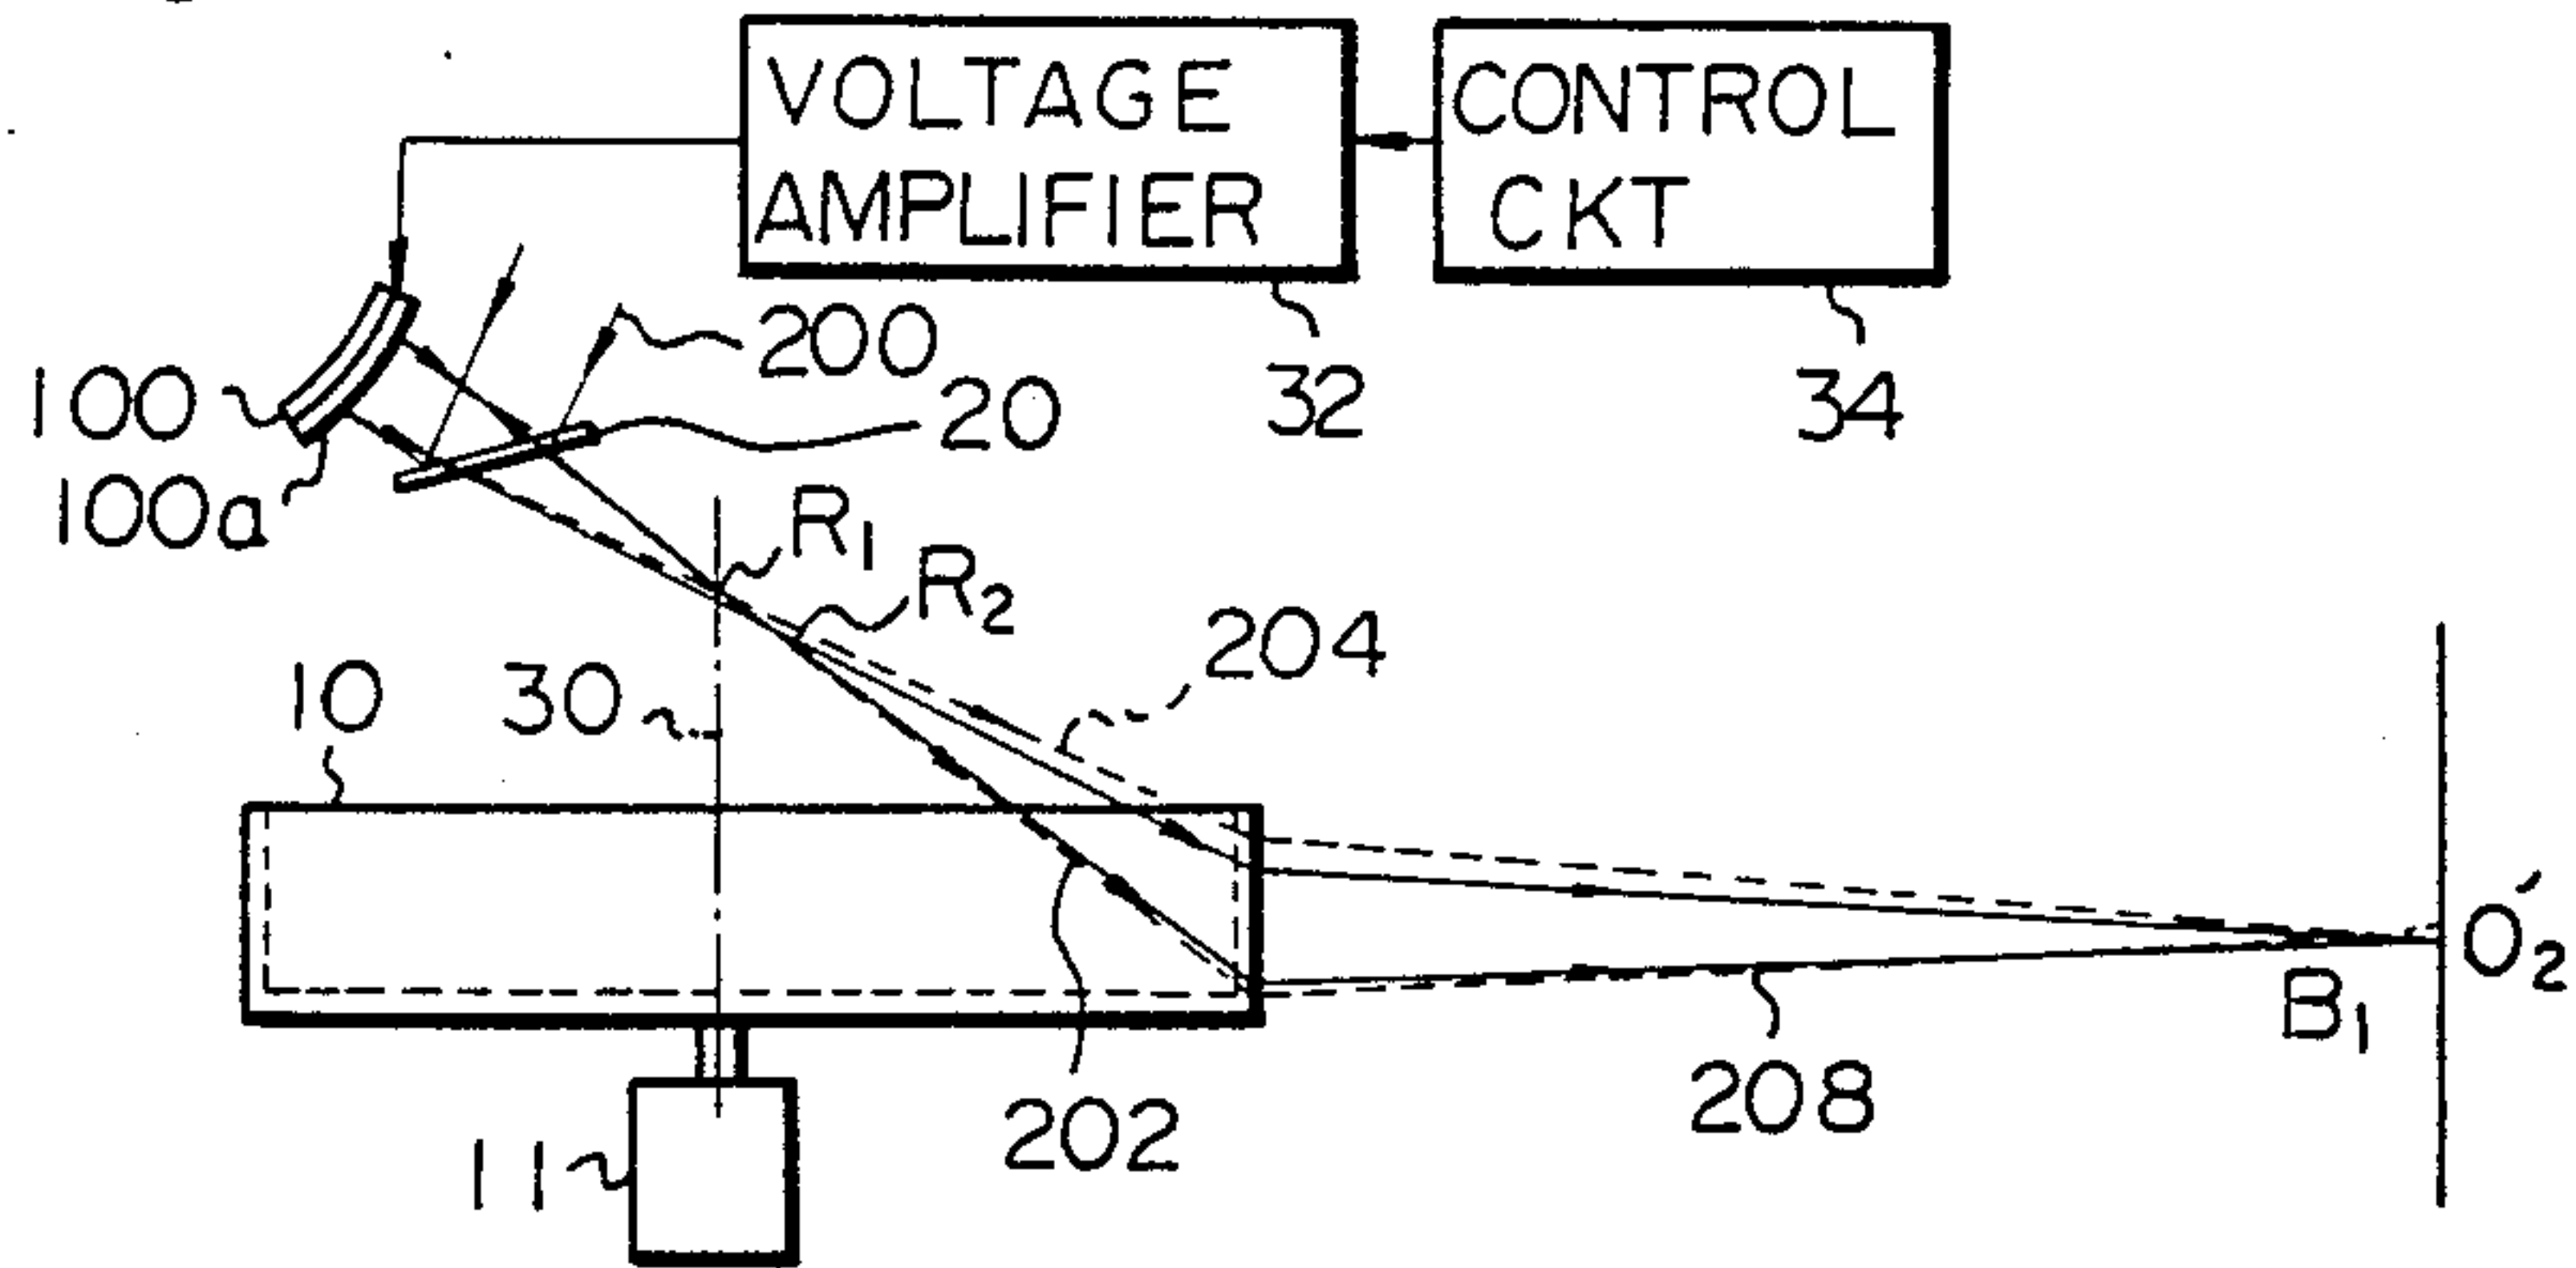 VOLTAGE
AMPLIFIER
CONTROL
CKT
200
32
34
100
20
100a
R1
R2
204
10
30
O'2
B1
208
202
11